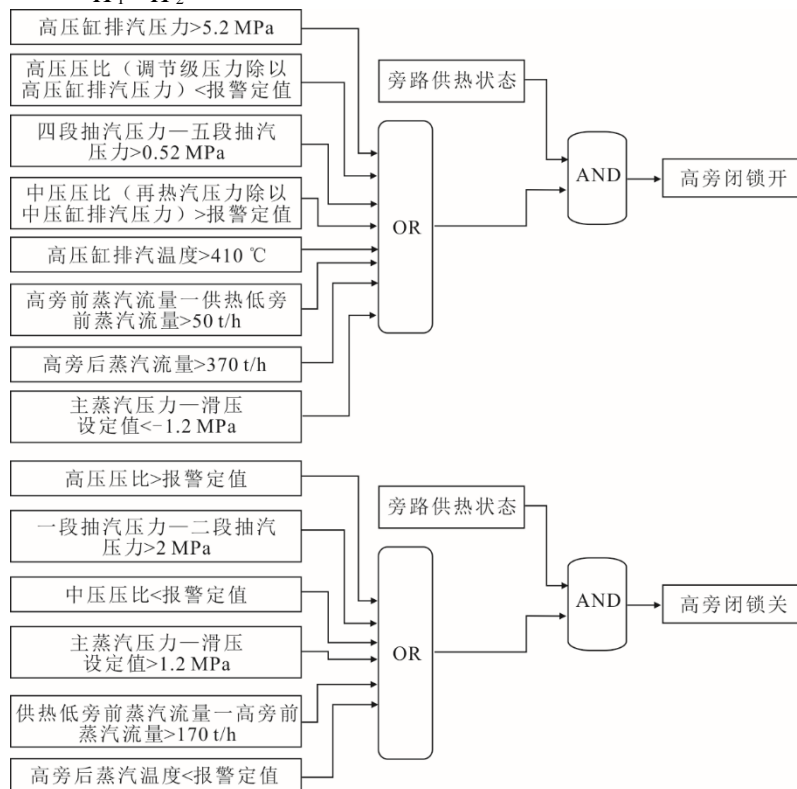 高压缸排汽压力>5.2 MPa
高压压比（调节级压力除以
高压缸排汽压力）<报警定值
四段抽汽压力—五段抽汽
压力>0.52 MPa
中压压比（再热汽压力除以
中压缸排汽压力）>报警定值
高压缸排汽温度>410 ℃
高旁前蒸汽流量一供热低旁
前蒸汽流量>50 t/h
高旁后蒸汽流量>370 t/h
主蒸汽压力—滑压
设定值<-1.2 MPa
OR
旁路供热状态
AND
高旁闭锁开
高压压比>报警定值
一段抽汽压力—二段抽汽
压力>2 MPa
中压压比<报警定值
主蒸汽压力—滑压
设定值>1.2 MPa
供热低旁前蒸汽流量一高旁前
蒸汽流量>170 t/h
高旁后蒸汽温度<报警定值
OR
旁路供热状态
AND
高旁闭锁关